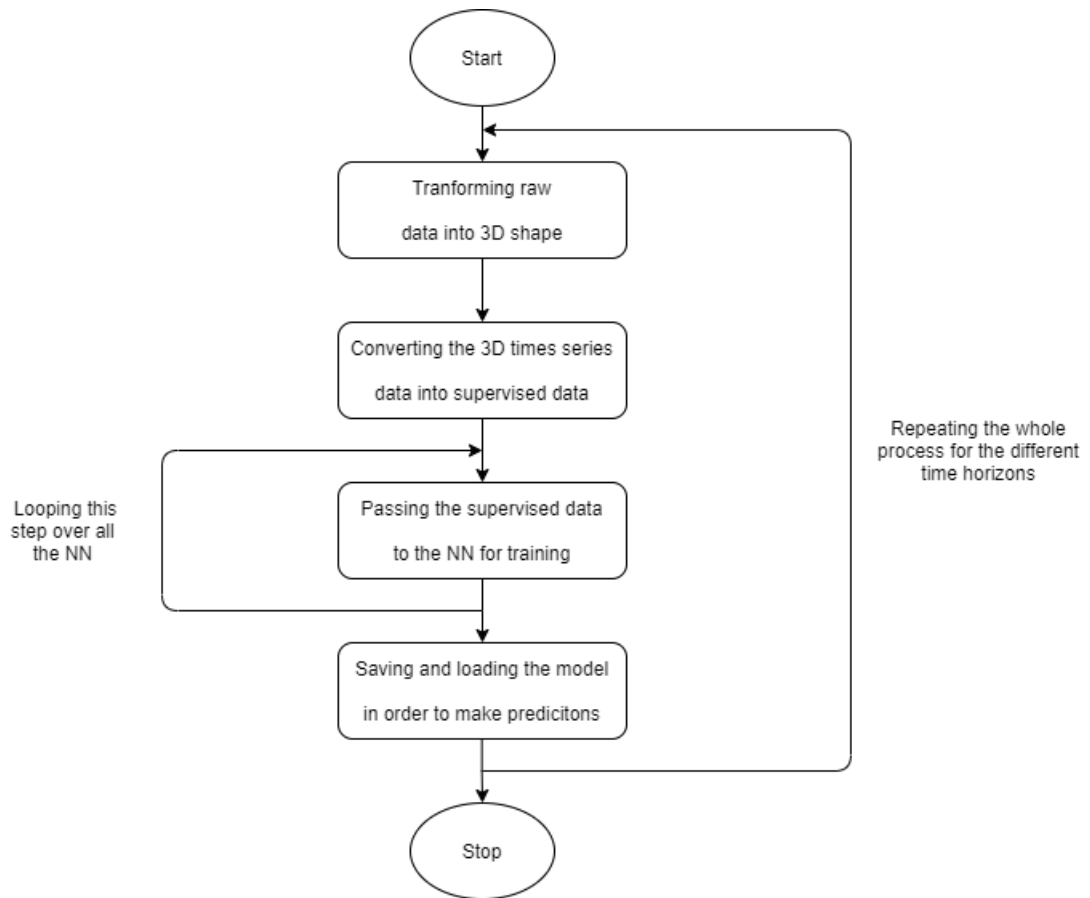 Start
Tranforming raw
data into 3D shape
Converting the 3D times series
data into supervised data
Repeating the whole
process for the different
time horizons
Looping this
step over all
the NN
Passing the supervised data
to the NN for training
Saving and loading the model
in order to make predicitons
Stop